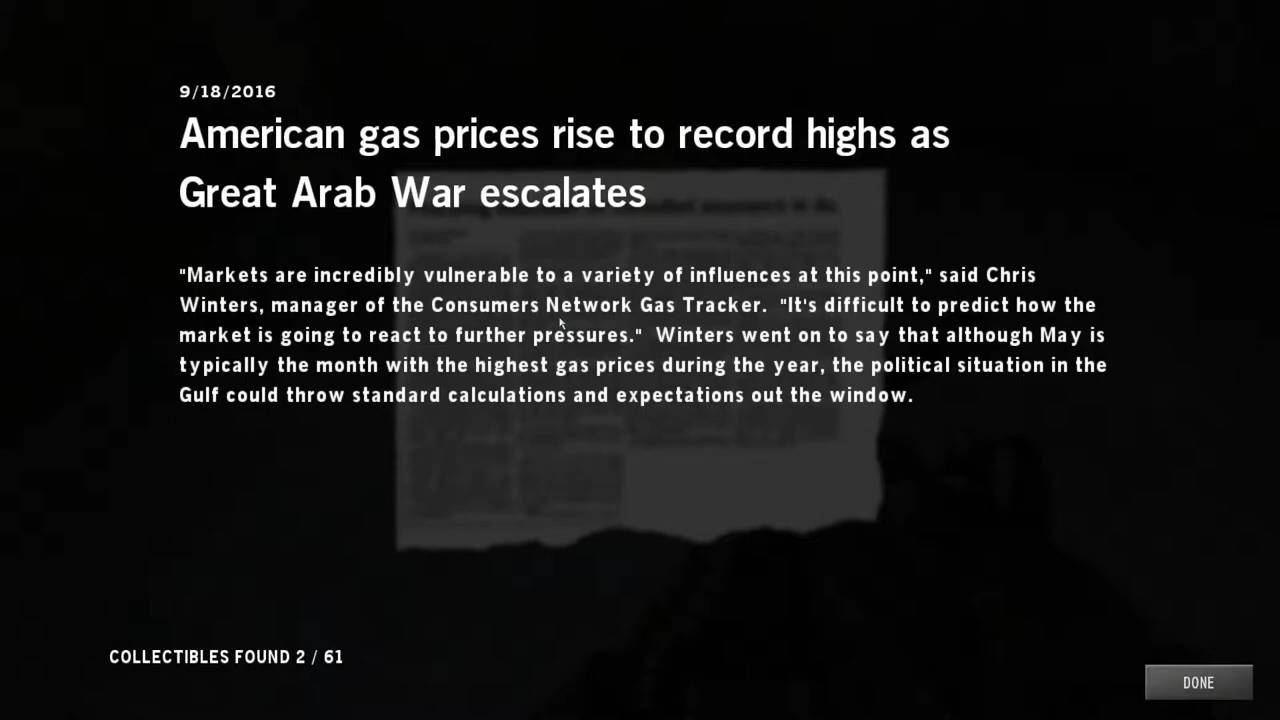 9/18/2016
American gas prices rise to record highs as
Great Arab War escalates
"Markets are incredibly vulnerable to a variety of influences at this point," said Chris
Winters, manager of the Consumers Network Gas Tracker.  "It's difficult to predict how the
market is going to react to further pressures."  Winters went on to say that although May is
typically the month with the highest gas prices during the year, the political situation in the
Gulf could throw standard calculations and expectations out the window.
COLLECTIBLES FOUND 2 / 61
DONE